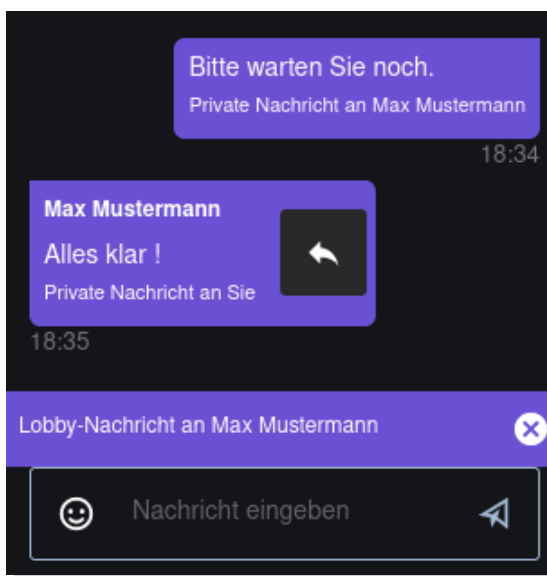 Bitte warten Sie noch.
Private Nachricht an Max Mustermann
18:34
Max Mustermann
Alles klar !
Private Nachricht an Sie
18:35
Lobby-Nachricht an Max Mustermann
Nachricht eingeben